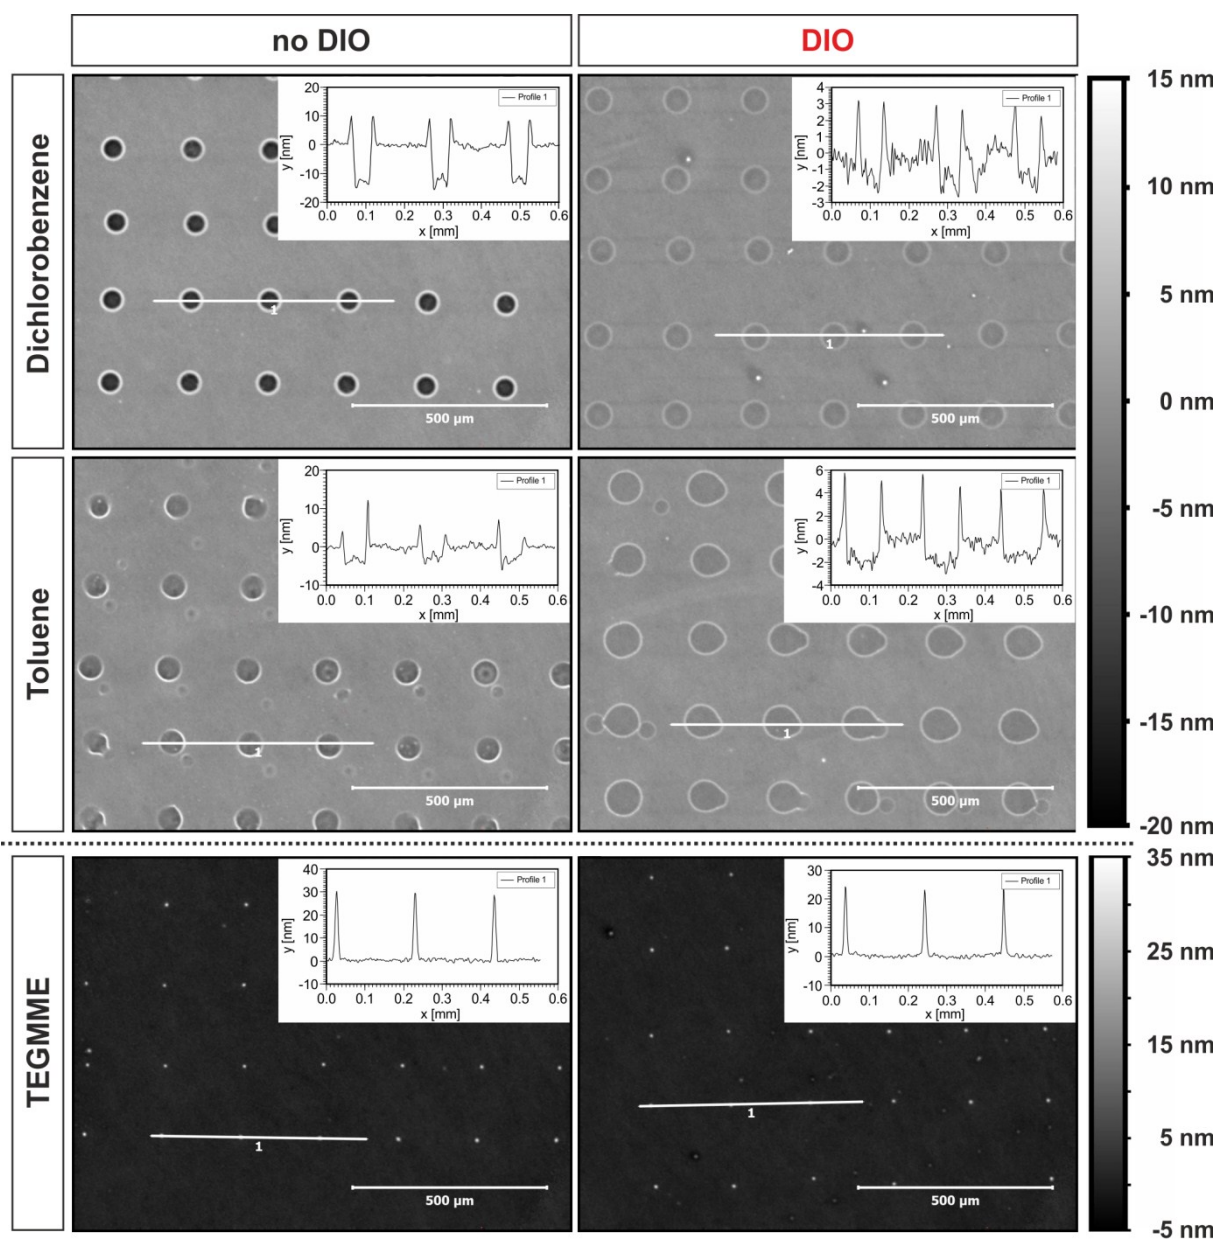 no DIO
DIO
Dichlorobenzene
20
10
0
-10
-20
y [nm]
Profile 1
0.0 0.1 0.2 0.3 0.4 0.5 0.6
x [mm]
1
500 µm
4
3
2
1
0
-1
-2
-3
y [nm]
Profile 1
0.0 0.1 0.2 0.3 0.4 0.5 0.6
x [mm]
1
500 µm
15 nm
10 nm
5 nm
0 nm
-5 nm
-10 nm
-15 nm
-20 nm
Toluene
20
10
0
-10
y [nm]
Profile 1
0.0 0.1 0.2 0.3 0.4 0.5 0.6
x [mm]
1
500 µm
6
4
2
0
-2
-4
y [nm]
Profile 1
0.0 0.1 0.2 0.3 0.4 0.5 0.6
x [mm]
1
500 µm
TEGMME
40
30
20
10
0
-10
y [nm]
Profile 1
0.0 0.1 0.2 0.3 0.4 0.5 0.6
x [mm]
1
500 µm
30
20
10
0
-10
y [nm]
Profile 1
0.0 0.1 0.2 0.3 0.4 0.5 0.6
x [mm]
1
500 µm
35 nm
25 nm
15 nm
5 nm
-5 nm